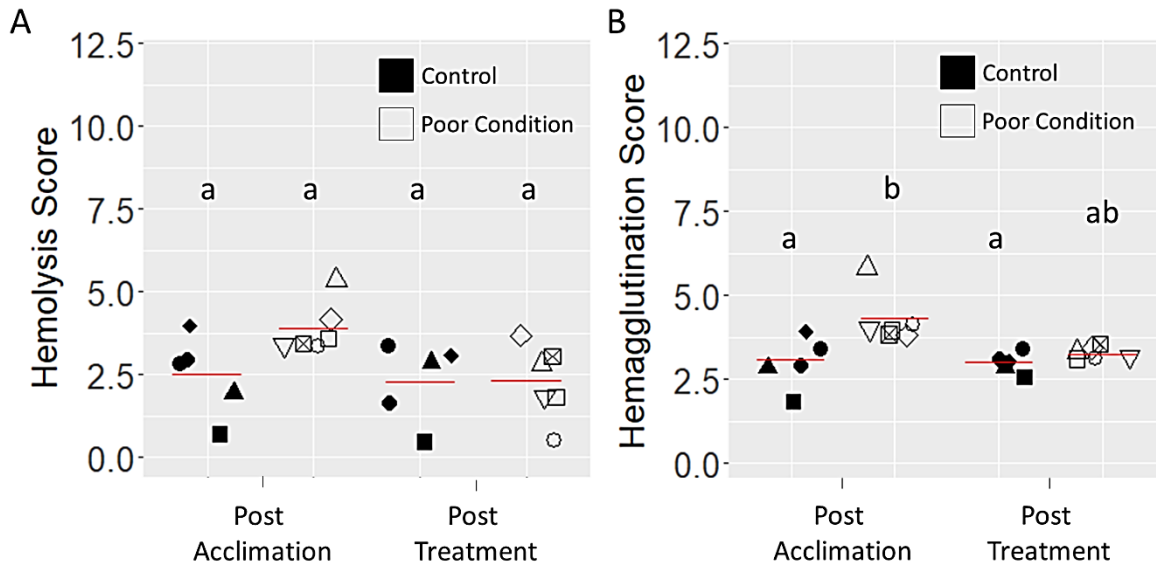 A
Hemolysis Score
12.5
10.0
7.5
5.0
2.5
0.0
Control
Poor Condition
a
a
a
a
Post
Acclimation
Post
Treatment
B
Hemagglutination Score
12.5
10.0
7.5
5.0
2.5
0.0
Control
Poor Condition
a
b
a
ab
Post
Acclimation
Post
Treatment